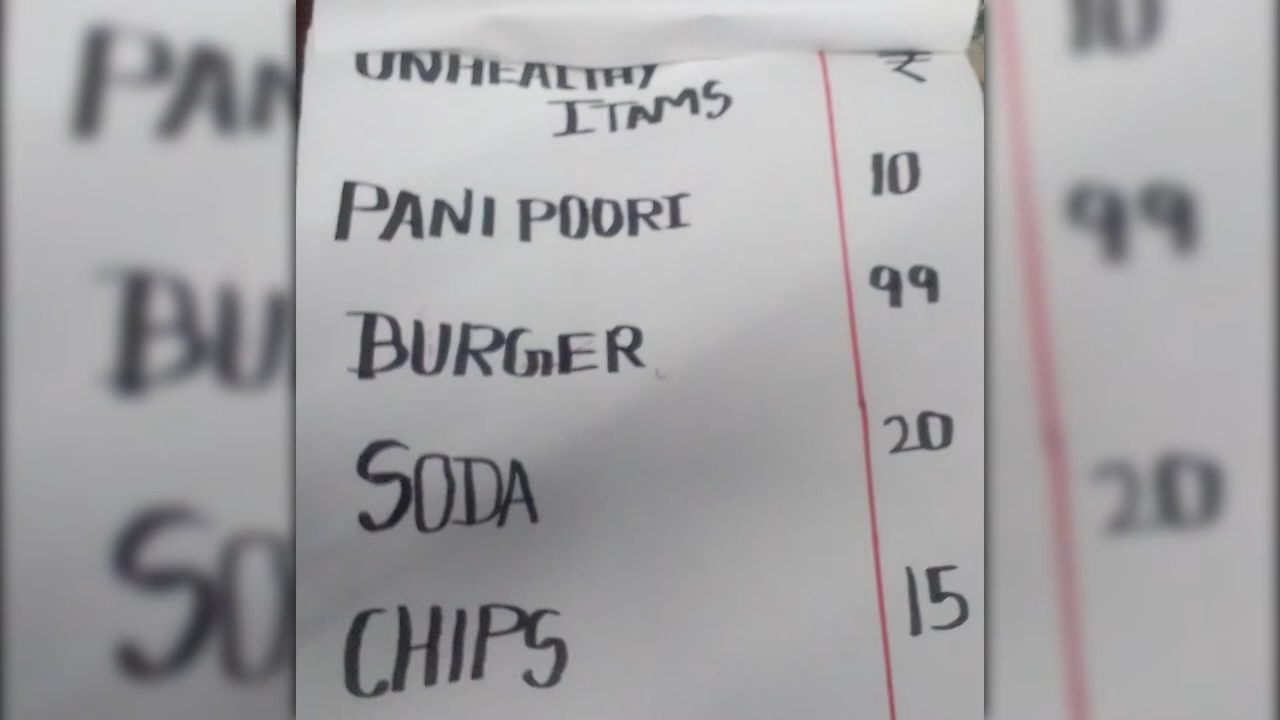 UNHEALTHY ₹
ITAMS
PANI POORI 10
BURGER 99
SODA 20
CHIPS 15